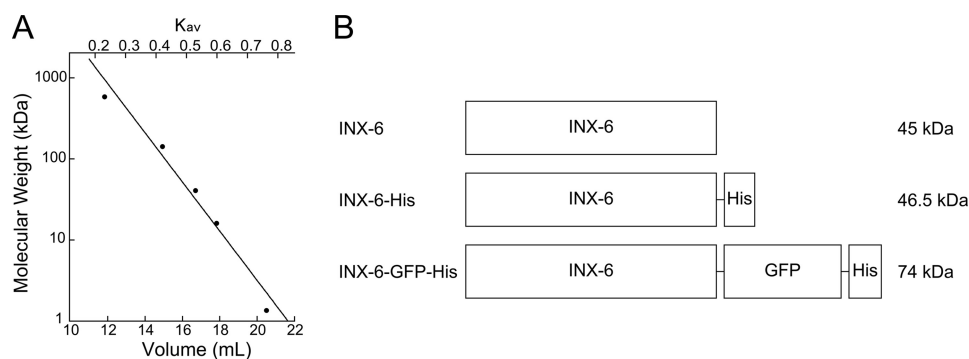 A
Kav
0.2 0.3 0.4 0.5 0.6 0.7 0.8
Molecular Weight (kDa)
1000
100
10
1
10 12 14 16 18 20 22
Volume (mL)
B
INX-6 INX-6 45 kDa
INX-6-His INX-6 His 46.5 kDa
INX-6-GFP-His INX-6 GFP His 74 kDa